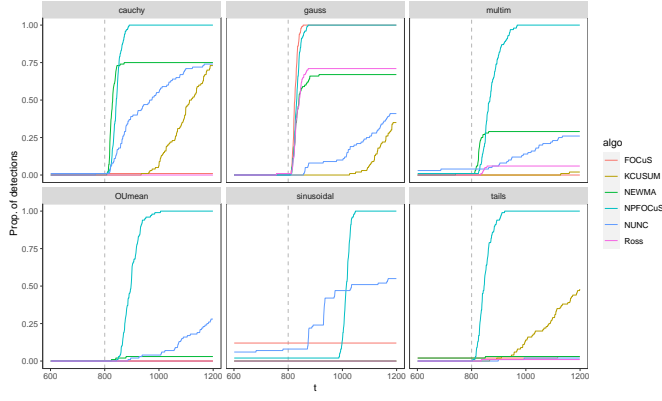 cauchy gauss multim
1.00
0.75
0.50
0.25
0.00
OUmean sinusoidal tails
1.00
0.75
0.50
0.25
0.00
600 800 1000 1200 600 800 1000 1200 600 800 1000 1200
t
Prop. of detections
algo
FOCuS
KCUSUM
NEWMA
NPFOCuS
NUNC
Ross